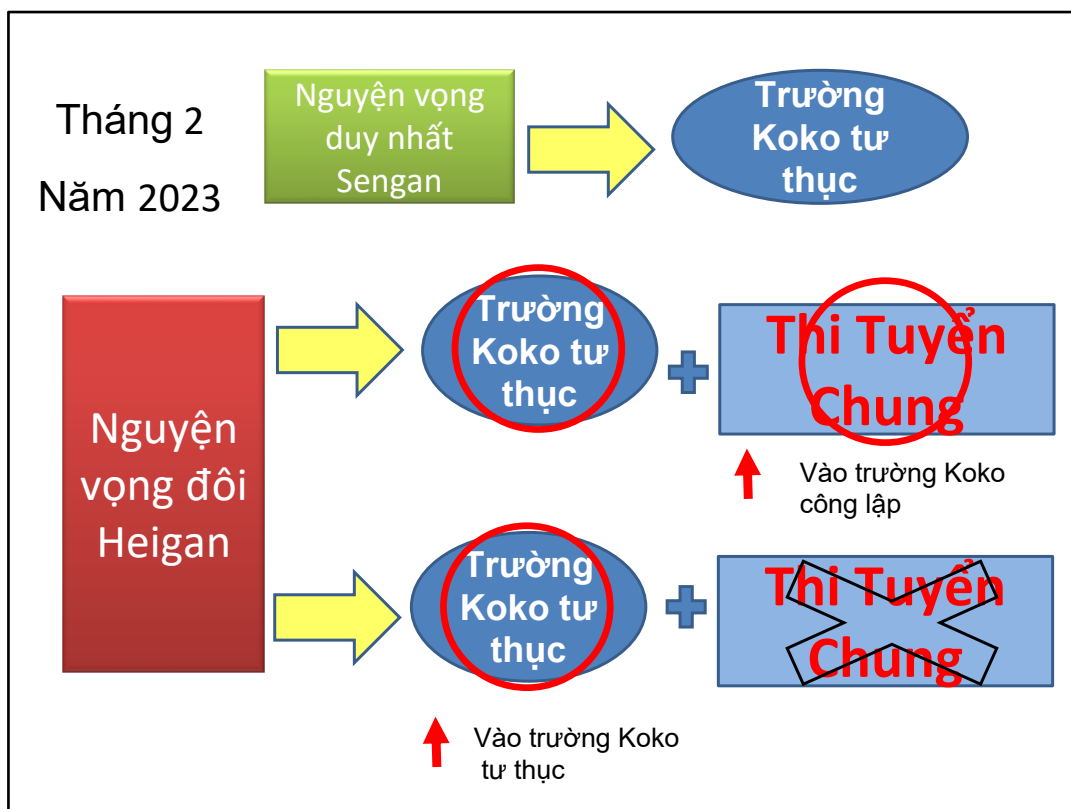 Tháng 2
Năm 2023
Nguyện vọng
duy nhất
Sengan
Trường
Koko tư
thục
Nguyện
vọng đôi
Heigan
Trường
Koko tư
thục
Thi Tuyển
Chung
Vào trường Koko
công lập
Trường
Koko tư
thục
Thi Tuyển
Chung
Vào trường Koko
tư thục